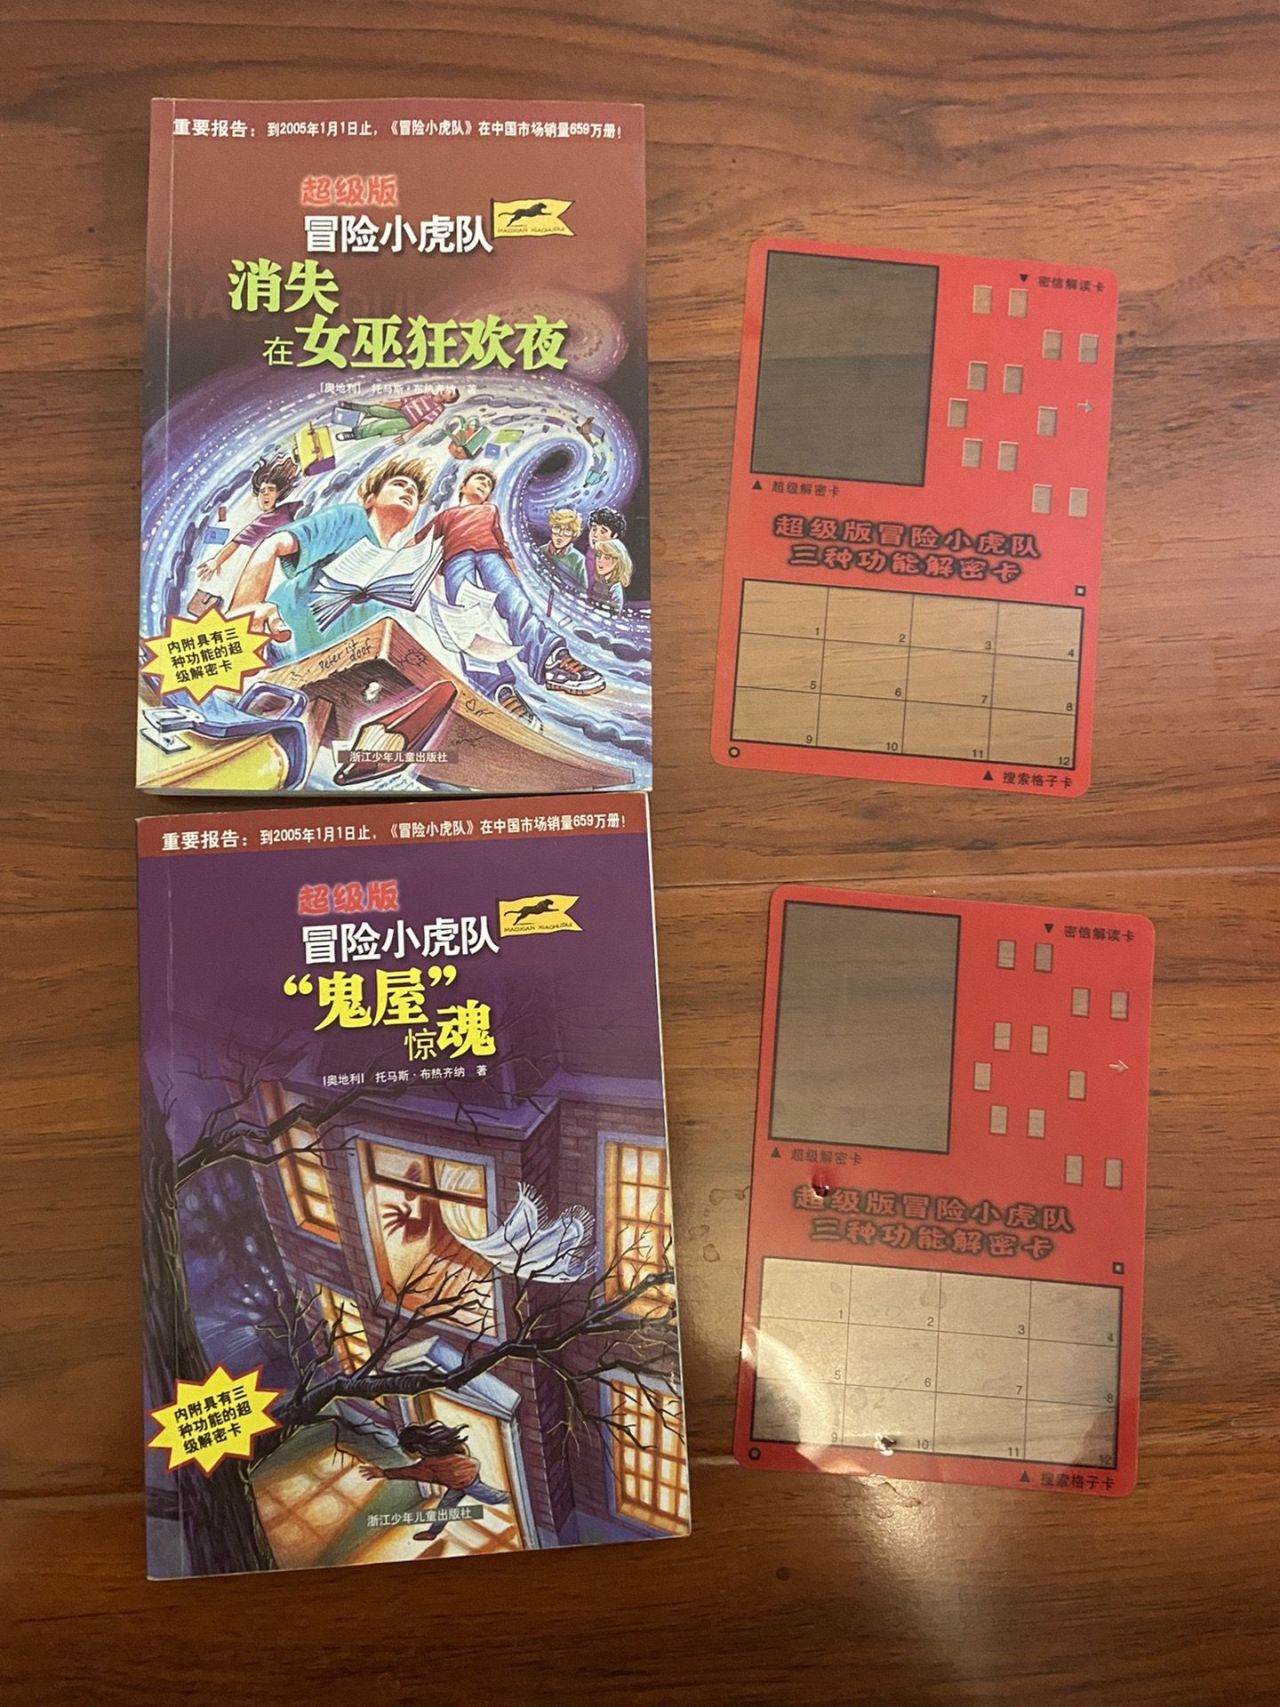 重要报告：到2005年1月1日止，《冒险小虎队》在中国市场销量659万册！
超级版
冒险小虎队
MAOXIAN XIAOHUDUI
消失
在女巫狂欢夜
[奥地利] 托马斯·布热齐纳 著
Peter ist
doof
内附具有三
种功能的超
级解密卡
浙江少年儿童出版社
▼ 密信解读卡
▲ 超级解密卡
超级版冒险小虎队
三种功能解密卡
1 2 3 4
5 6 7 8
9 10 11 12
▲ 搜索格子卡
重要报告：到2005年1月1日止，《冒险小虎队》在中国市场销量659万册！
超级版
冒险小虎队
MAOXIAN XIAOHUDUI
“鬼屋”
惊魂
[奥地利] 托马斯·布热齐纳 著
内附具有三
种功能的超
级解密卡
浙江少年儿童出版社
▼ 密信解读卡
▲ 超级解密卡
超级版冒险小虎队
三种功能解密卡
1 2 3 4
5 6 7 8
9 10 11 12
▲ 搜索格子卡